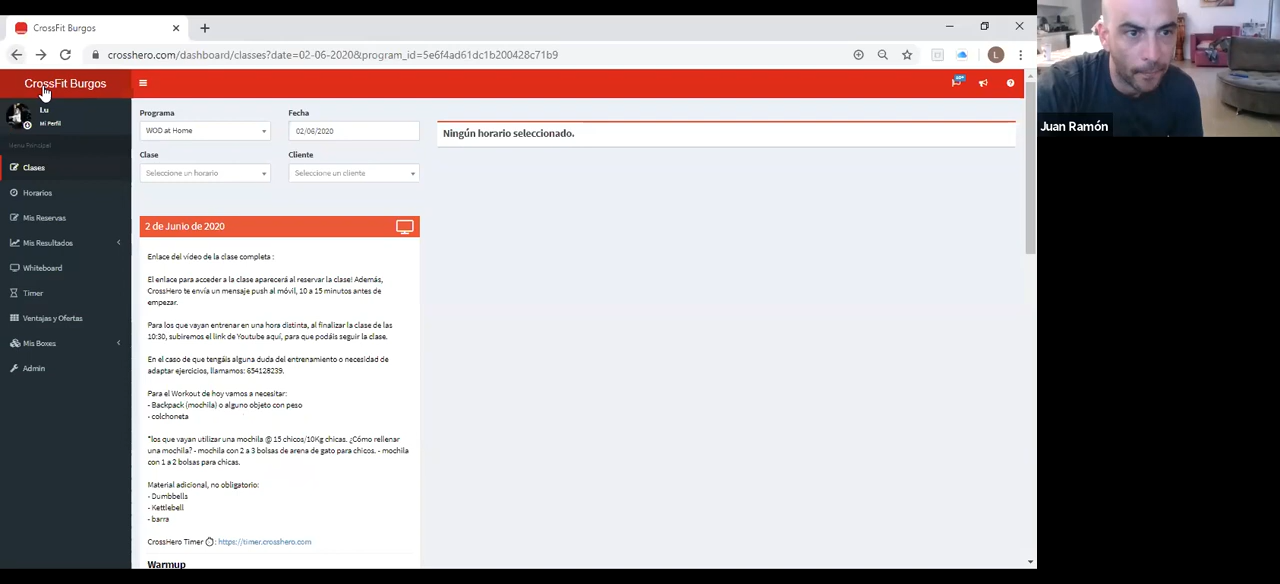 CrossFit Burgos
crosshero.com/dashboard/classes?date=02-06-2020&program_id=5e6f4ad61dc1b200428c71b9
L
CrossFit Burgos
Lu
Mi Perfil
Menu Principal
Clases
Horarios
Mis Reservas
Mis Resultados
Whiteboard
Timer
Ventajas y Ofertas
Mis Boxes
Admin
Programa
WOD at Home
Fecha
02/06/2020
Clase
Seleccione un horario
Cliente
Seleccione un cliente
Ningún horario seleccionado.
2 de Junio de 2020
Enlace del vídeo de la clase completa :
El enlace para acceder a la clase aparecerá al reservar la clase! Además,
CrossHero te envía un mensaje push al móvil, 10 a 15 minutos antes de
empezar.
Para los que vayan entrenar en una hora distinta, al finalizar la clase de las
10:30, subiremos el link de Youtube aquí, para que podáis seguir la clase.
En el caso de que tengáis alguna duda del entrenamiento o necesidad de
adaptar ejercicios, llamamos: 654128239.
Para el Workout de hoy vamos a necesitar:
- Backpack (mochila) o alguno objeto con peso
- colchoneta
*los que vayan utilizar una mochila @ 15 chicos/10Kg chicas. ¿Cómo rellenar
una mochila? - mochila con 2 a 3 bolsas de arena de gato para chicos. - mochila
con 1 a 2 bolsas para chicas.
Material adicional, no obligatorio:
- Dumbbells
- Kettlebell
- barra
CrossHero Timer : https://timer.crosshero.com
Warmup
Juan Ramón